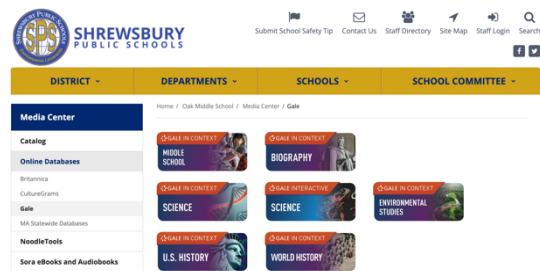 SHREWSBURY
PUBLIC SCHOOLS
Submit School Safety Tip
Contact Us
Staff Directory
Site Map
Staff Login
Search
DISTRICT
DEPARTMENTS
SCHOOLS
SCHOOL COMMITTEE
Home / Oak Middle School / Media Center / Gale
Media Center
Catalog
Online Databases
Britannica
CultureGrams
Gale
MA Statewide Databases
NoodleTools
Sora eBooks and Audiobooks
GALE IN CONTEXT
MIDDLE
SCHOOL
GALE IN CONTEXT
BIOGRAPHY
GALE IN CONTEXT
SCIENCE
GALE INTERACTIVE
SCIENCE
GALE IN CONTEXT
ENVIRONMENTAL
STUDIES
GALE IN CONTEXT
U.S. HISTORY
GALE IN CONTEXT
WORLD HISTORY